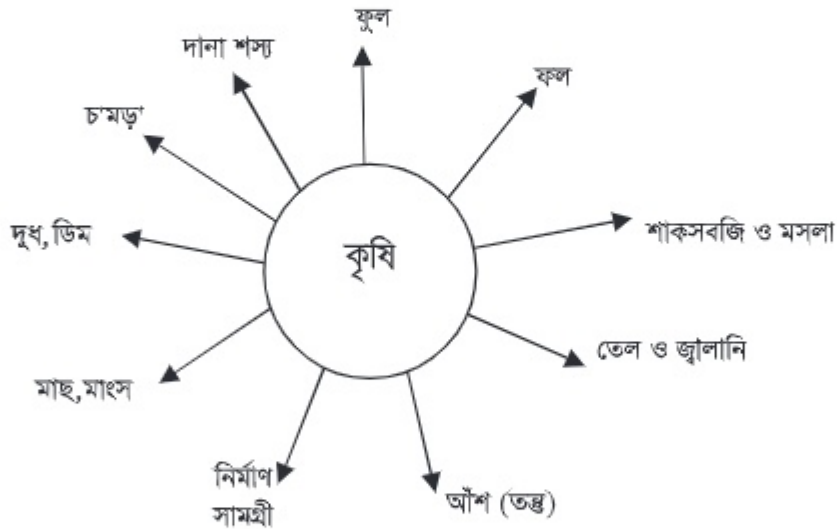 ফুল
দানা শস্য
ফল
চামড়া
দুধ, ডিম
কৃষি
শাকসবজি ও মসলা
তেল ও জ্বালানি
মাছ, মাংস
নির্মাণ
সামগ্রী
আঁশ (তন্তু)